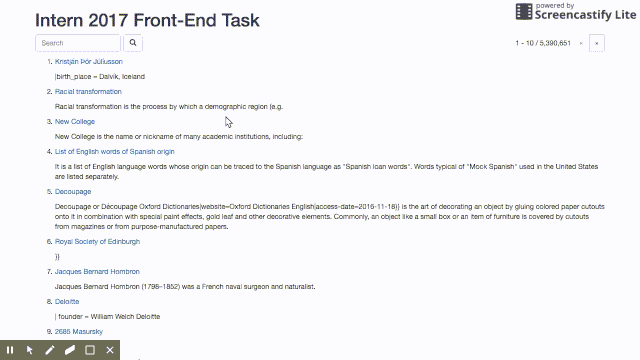 powered by
Screencastify Lite
Intern 2017 Front-End Task
Search
1 - 10 / 5,390,651 « »
1. Kristján Þór Júlíusson
|birth_place = Dalvik, Iceland
2. Racial transformation
Racial transformation is the process by which a demographic region (e.g.
3. New College
New College is the name or nickname of many academic institutions, including:
4. List of English words of Spanish origin
It is a list of English language words whose origin can be traced to the Spanish language as "Spanish loan words". Words typical of "Mock Spanish" used in the United States
are listed separately.
5. Decoupage
Decoupage or Découpage Oxford Dictionaries|website=Oxford Dictionaries English|access-date=2016-11-18}} is the art of decorating an object by gluing colored paper cutouts
onto it in combination with special paint effects, gold leaf and other decorative elements. Commonly, an object like a small box or an item of furniture is covered by cutouts
from magazines or from purpose-manufactured papers.
6. Royal Society of Edinburgh
}}
7. Jacques Bernard Hombron
Jacques Bernard Hombron (1798–1852) was a French naval surgeon and naturalist.
8. Deloitte
| founder = William Welch Deloitte
9. 2685 Masursky